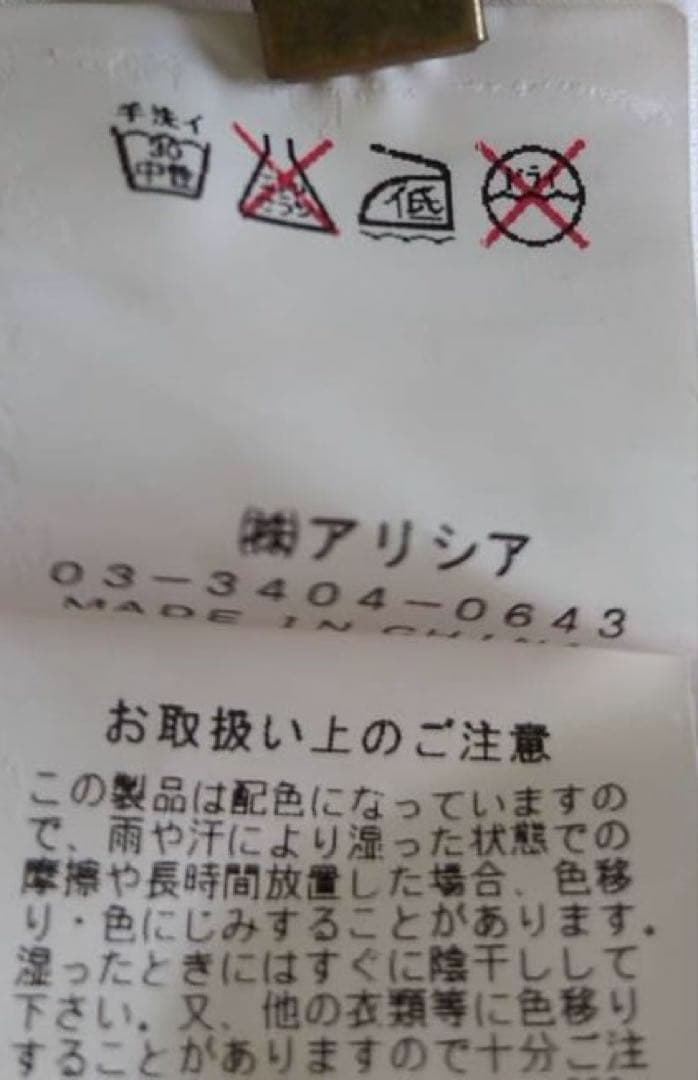 手洗イ
30
中性
低
ドライ
㈱アリシア
03-3404-0643
MADE IN CHINA
お取扱い上のご注意
この製品は配色になっていますの
で、雨や汗により湿った状態での
摩擦や長時間放置した場合、色移
り・色にじみすることがあります.
湿ったときにはすぐに陰干しして
下さい. 又、他の衣類等に色移り
することがありますので十分ご注